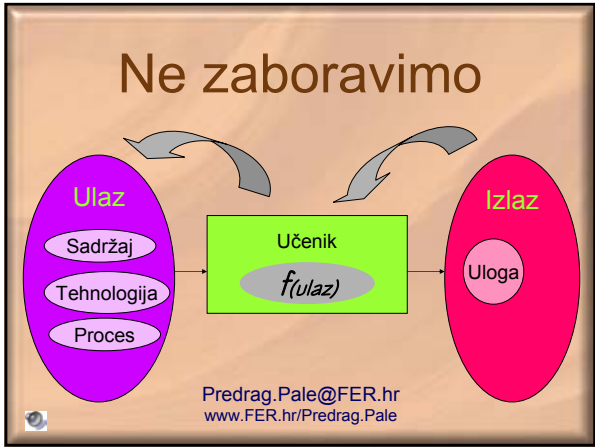 Ne zaboravimo
Ulaz
Sadržaj
Tehnologija
Proces
Učenik
f(ulaz)
Izlaz
Uloga
Predrag.Pale@FER.hr
www.FER.hr/Predrag.Pale